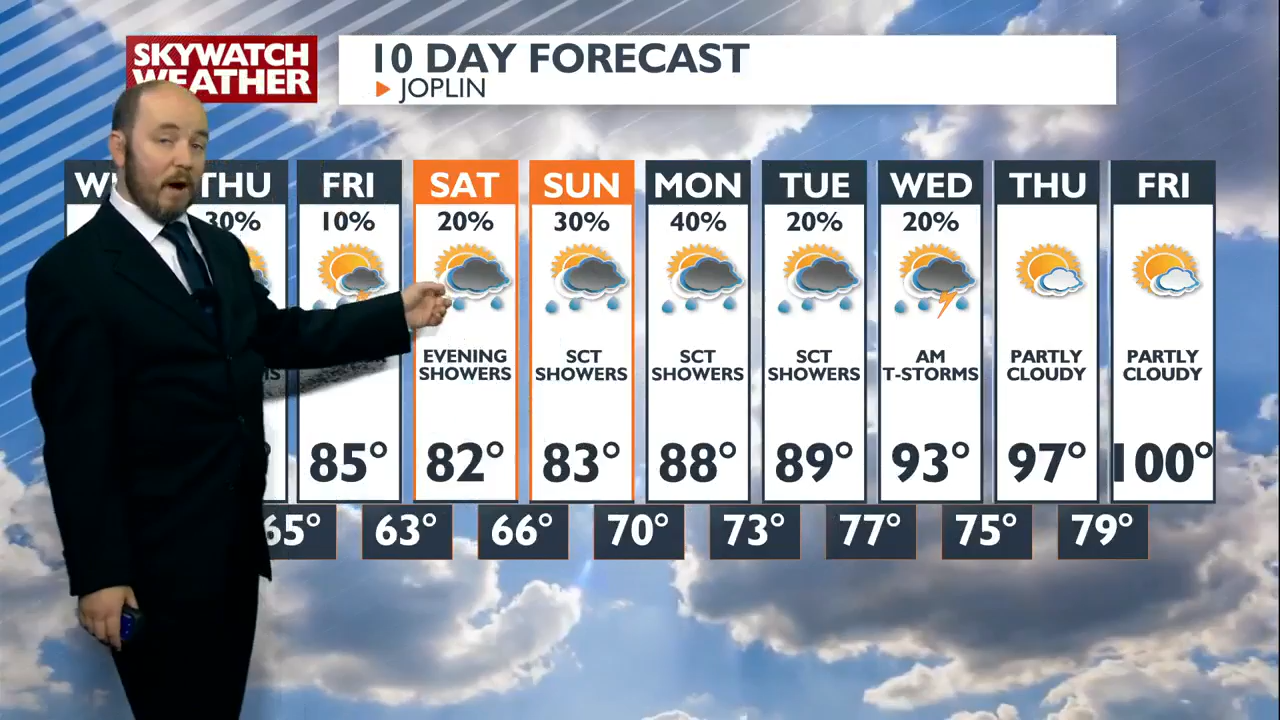 SKYWATCH
WEATHER
10 DAY FORECAST
JOPLIN
THU FRI SAT SUN MON TUE WED THU FRI
30% 10% 20% 30% 40% 20% 20%
EVENING SCT SCT SCT AM PARTLY PARTLY
SHOWERS SHOWERS SHOWERS SHOWERS T-STORMS CLOUDY CLOUDY
85° 82° 83° 88° 89° 93° 97° 100°
65° 63° 66° 70° 73° 77° 75° 79°